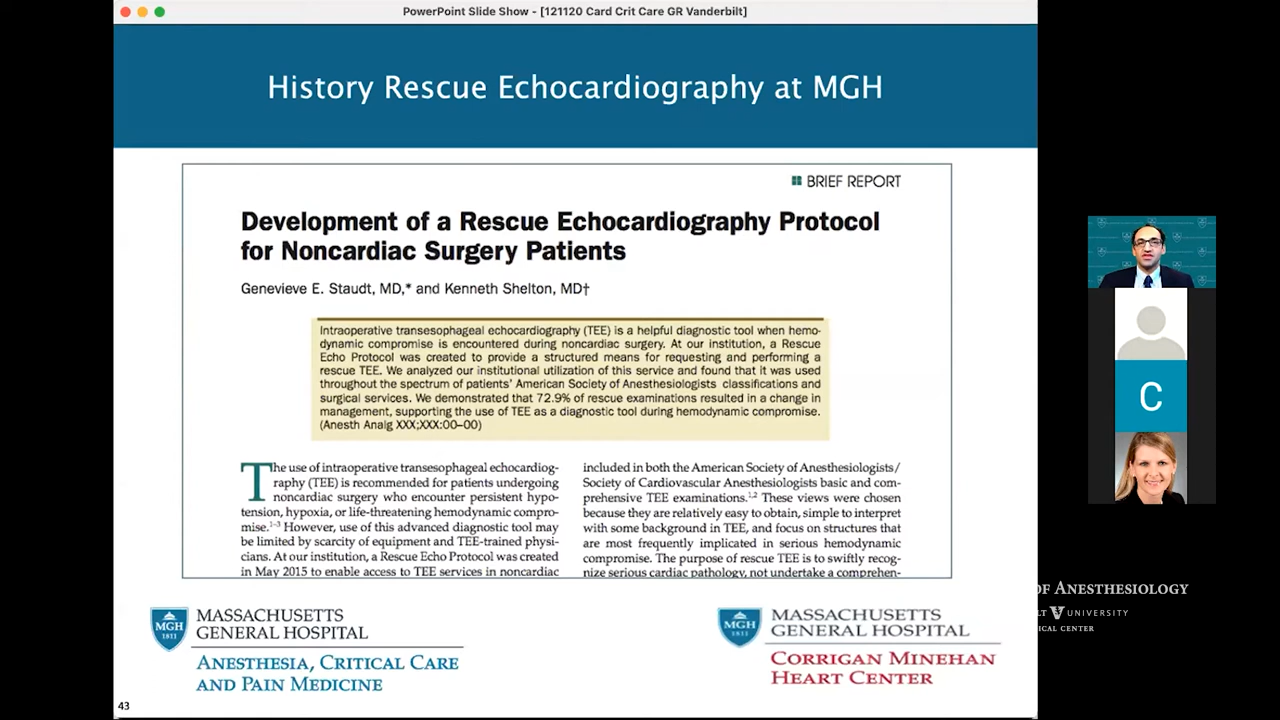 PowerPoint Slide Show - [121120 Card Crit Care GR Vanderbilt]
History Rescue Echocardiography at MGH
BRIEF REPORT
Development of a Rescue Echocardiography Protocol
for Noncardiac Surgery Patients
Genevieve E. Staudt, MD,* and Kenneth Shelton, MD†
Intraoperative transesophageal echocardiography (TEE) is a helpful diagnostic tool when hemo-
dynamic compromise is encountered during noncardiac surgery. At our institution, a Rescue
Echo Protocol was created to provide a structured means for requesting and performing a
rescue TEE. We analyzed our institutional utilization of this service and found that it was used
throughout the spectrum of patients' American Society of Anesthesiologists classifications and
surgical services. We demonstrated that 72.9% of rescue examinations resulted in a change in
management, supporting the use of TEE as a diagnostic tool during hemodynamic compromise.
(Anesth Analg XXX;XXX:00–00)
The use of intraoperative transesophageal echocardiog-
raphy (TEE) is recommended for patients undergoing
noncardiac surgery who encounter persistent hypo-
tension, hypoxia, or life-threatening hemodynamic compro-
mise.1–3 However, use of this advanced diagnostic tool may
be limited by scarcity of equipment and TEE-trained physi-
cians. At our institution, a Rescue Echo Protocol was created
in May 2015 to enable access to TEE services in noncardiac
included in both the American Society of Anesthesiologists/
Society of Cardiovascular Anesthesiologists basic and com-
prehensive TEE examinations.1,2 These views were chosen
because they are relatively easy to obtain, simple to interpret
with some background in TEE, and focus on structures that
are most frequently implicated in serious hemodynamic
compromise. The purpose of rescue TEE is to swiftly recog-
nize serious cardiac pathology, not undertake a comprehen-
MGH
1811
MASSACHUSETTS
GENERAL HOSPITAL
ANESTHESIA, CRITICAL CARE
AND PAIN MEDICINE
MGH
1811
MASSACHUSETTS
GENERAL HOSPITAL
CORRIGAN MINEHAN
HEART CENTER
43
C
OF ANESTHESIOLOGY
LT V UNIVERSITY
ICAL CENTER